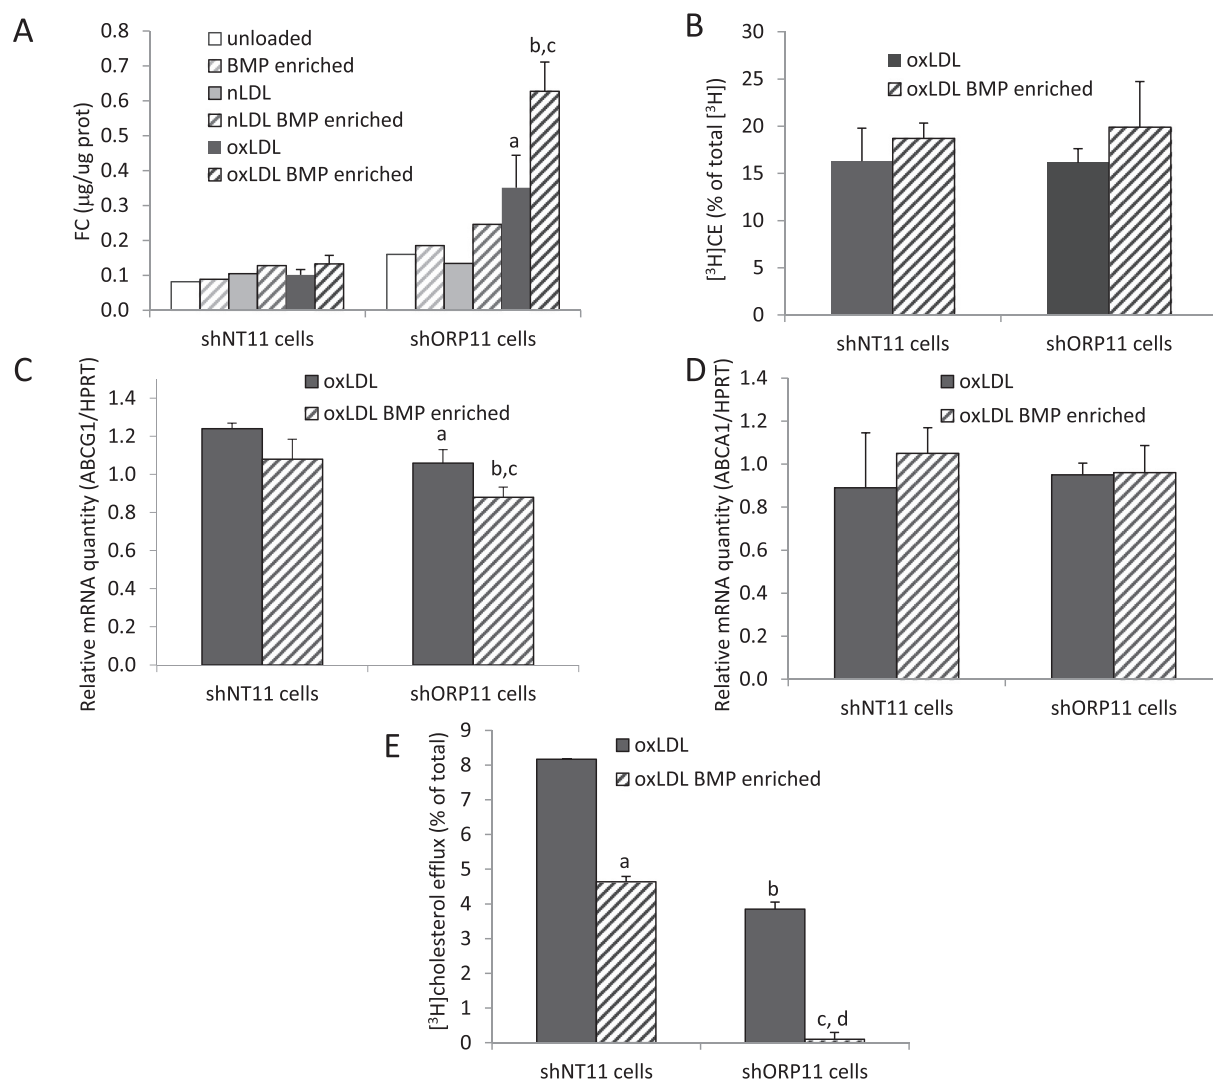 A
FC (µg/ug prot)
0.8
0.7
0.6
0.5
0.4
0.3
0.2
0.1
0.0
unloaded
BMP enriched
nLDL
nLDL BMP enriched
oxLDL
oxLDL BMP enriched
a
b,c
shNT11 cells
shORP11 cells
B
[³H]CE (% of total [³H])
30
25
20
15
10
5
0
oxLDL
oxLDL BMP enriched
shNT11 cells
shORP11 cells
C
Relative mRNA quantity (ABCG1/HPRT)
1.4
1.2
1.0
0.8
0.6
0.4
0.2
0.0
oxLDL
oxLDL BMP enriched
a
b,c
shNT11 cells
shORP11 cells
D
Relative mRNA quantity (ABCA1/HPRT)
1.4
1.2
1.0
0.8
0.6
0.4
0.2
0.0
oxLDL
oxLDL BMP enriched
shNT11 cells
shORP11 cells
E
[³H]cholesterol efflux (% of total)
9
8
7
6
5
4
3
2
1
0
oxLDL
oxLDL BMP enriched
a
b
c, d
shNT11 cells
shORP11 cells